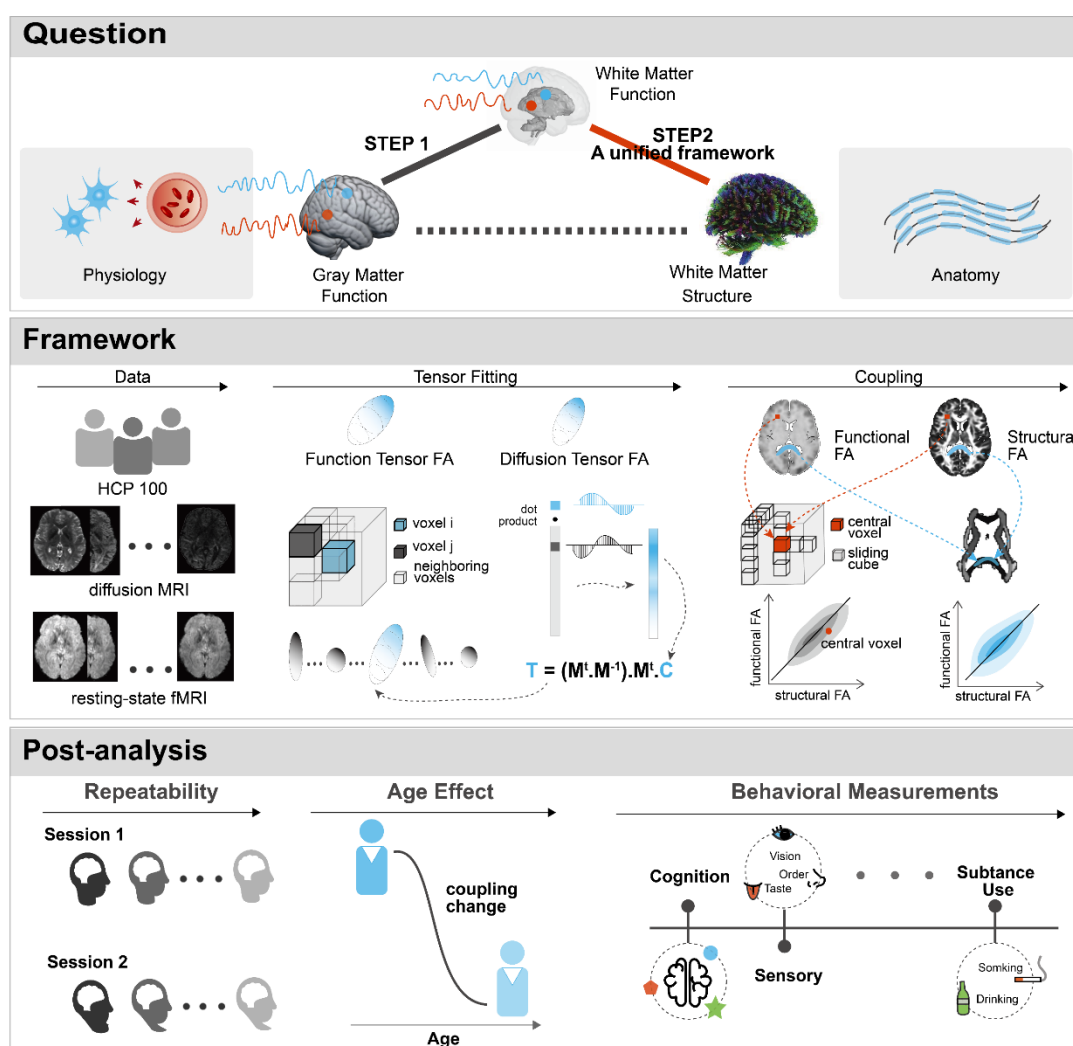 Question
White Matter
Function
STEP 1
STEP2
A unified framework
Physiology
Gray Matter
Function
White Matter
Structure
Anatomy
Framework
Data
Tensor Fitting
Coupling
HCP 100
diffusion MRI
resting-state fMRI
Function Tensor FA
Diffusion Tensor FA
voxel i
voxel j
neighboring
voxels
dot
product
T = (Mᵗ.M⁻¹).Mᵗ.C
Functional
FA
Structural
FA
central
voxel
sliding
cube
functional FA
central voxel
structural FA
functional FA
structural FA
Post-analysis
Repeatability
Age Effect
Behavioral Measurements
Session 1
Session 2
coupling
change
Age
Cognition
Vision
Order
Taste
Sensory
Subtance
Use
Somking
Drinking